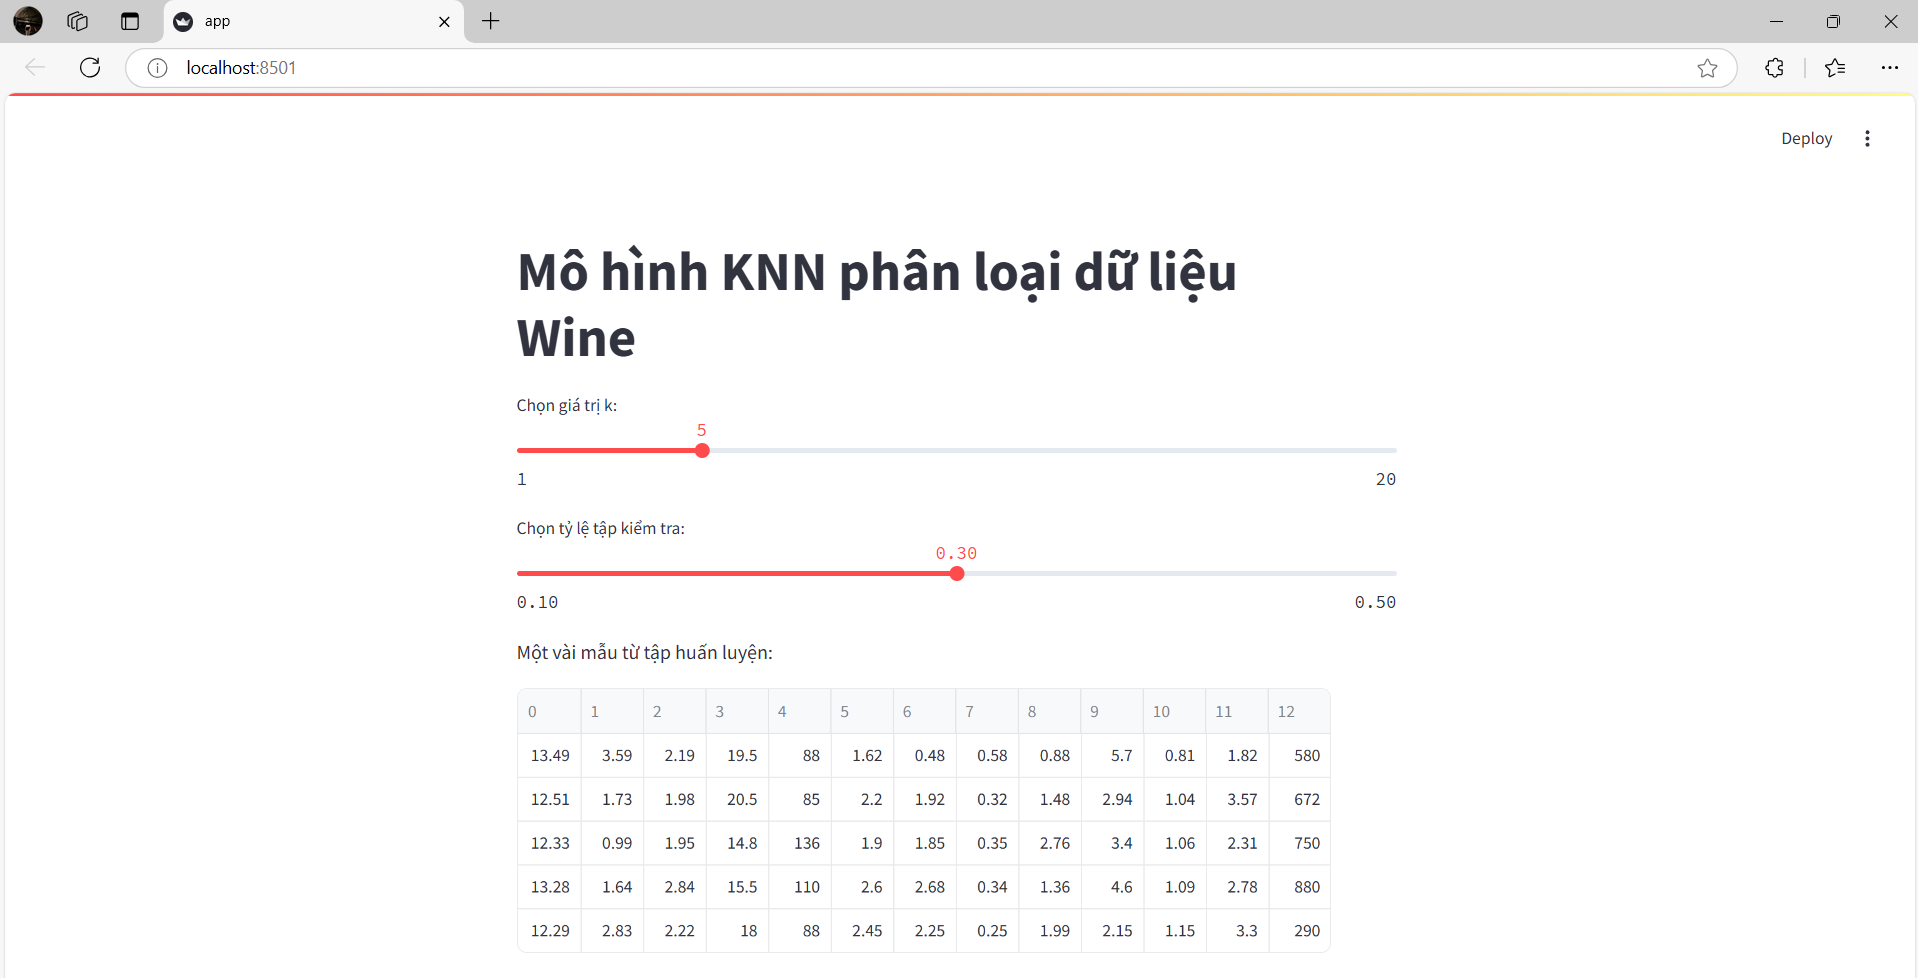 app
localhost:8501
Deploy
Mô hình KNN phân loại dữ liệu
Wine
Chọn giá trị k:
5
1 20
Chọn tỷ lệ tập kiểm tra:
0.30
0.10 0.50
Một vài mẫu từ tập huấn luyện:
0 1 2 3 4 5 6 7 8 9 10 11 12
13.49 3.59 2.19 19.5 88 1.62 0.48 0.58 0.88 5.7 0.81 1.82 580
12.51 1.73 1.98 20.5 85 2.2 1.92 0.32 1.48 2.94 1.04 3.57 672
12.33 0.99 1.95 14.8 136 1.9 1.85 0.35 2.76 3.4 1.06 2.31 750
13.28 1.64 2.84 15.5 110 2.6 2.68 0.34 1.36 4.6 1.09 2.78 880
12.29 2.83 2.22 18 88 2.45 2.25 0.25 1.99 2.15 1.15 3.3 290